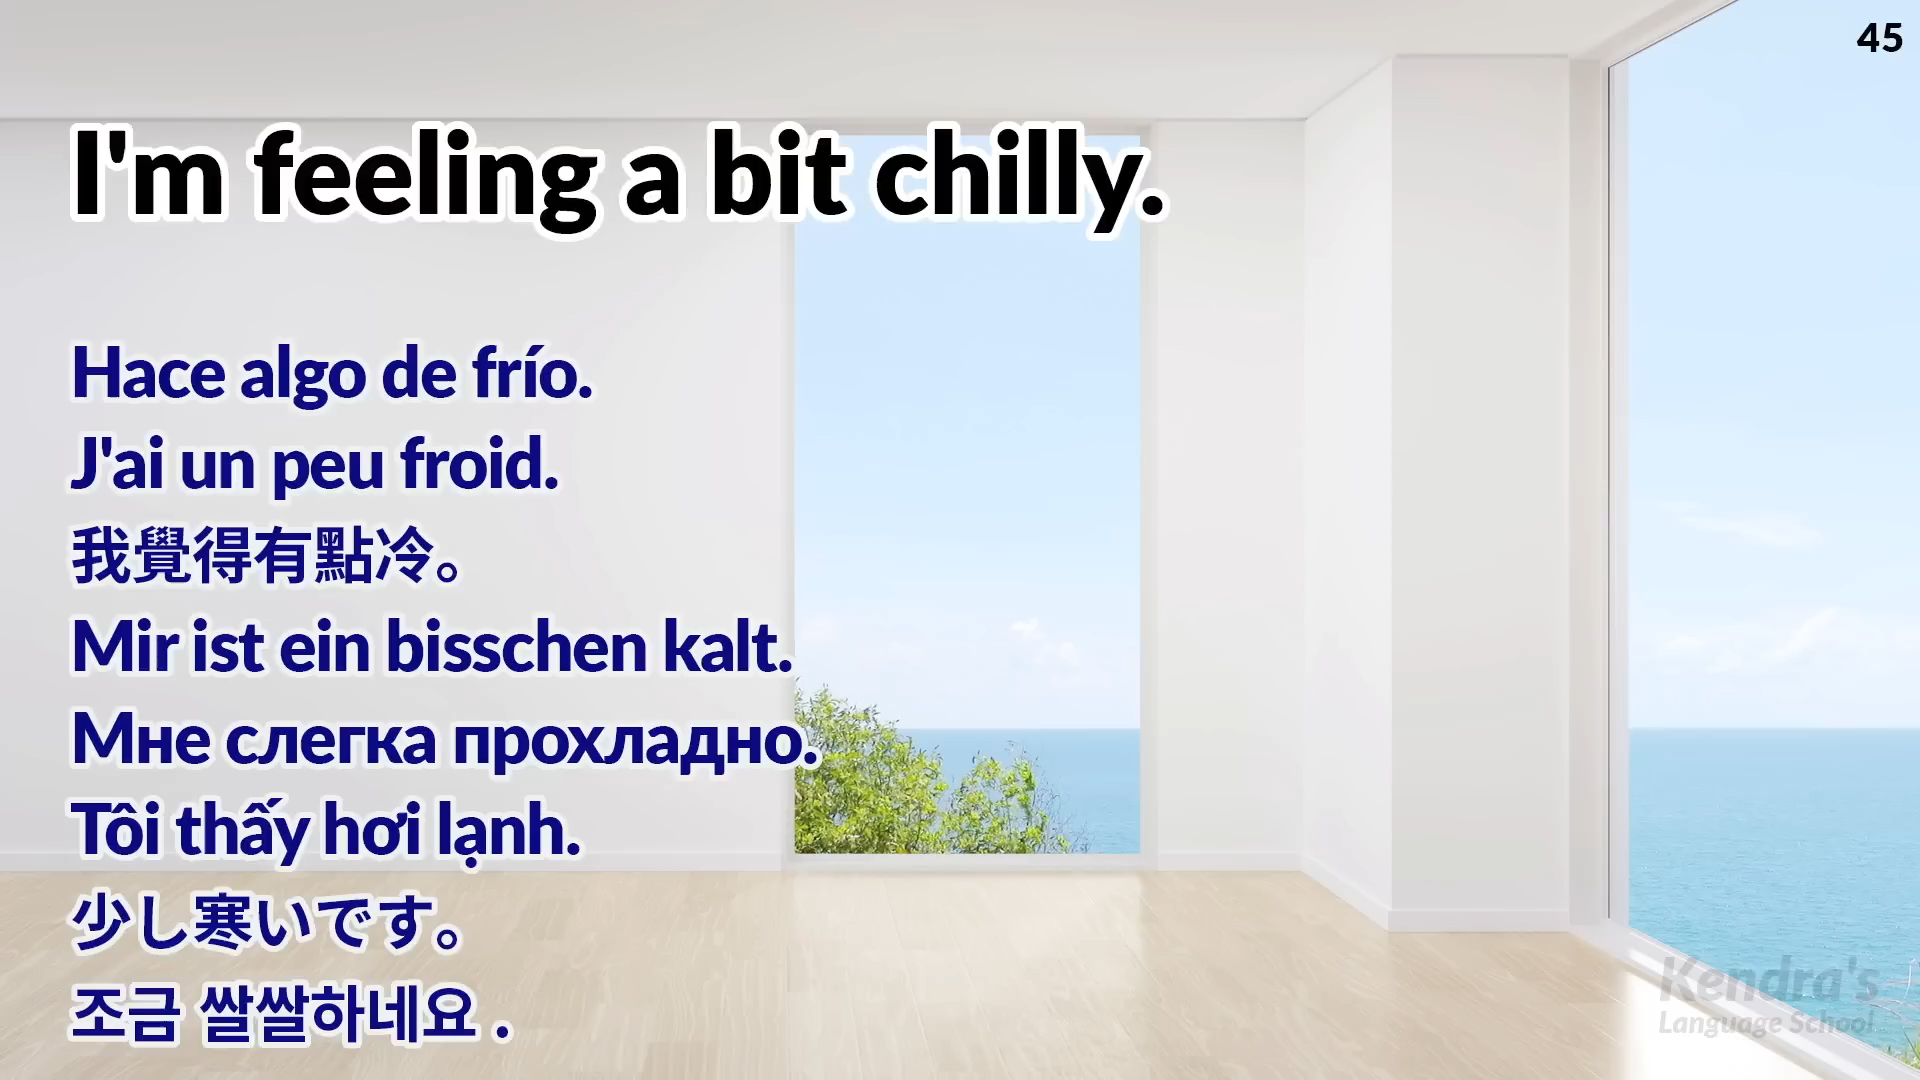 45
I'm feeling a bit chilly.
Hace algo de frío.
J'ai un peu froid.
我覺得有點冷。
Mir ist ein bisschen kalt.
Мне слегка прохладно.
Tôi thấy hơi lạnh.
少し寒いです。
조금 쌀쌀하네요 .
Kendra's
Language School